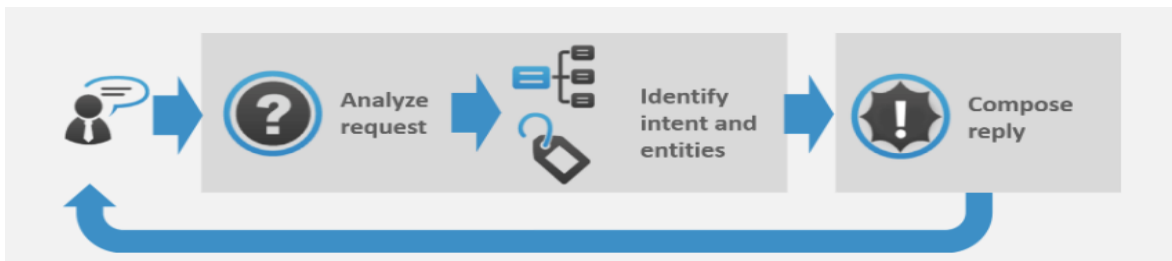 Analyze
request
Identify
intent and
entities
Compose
reply